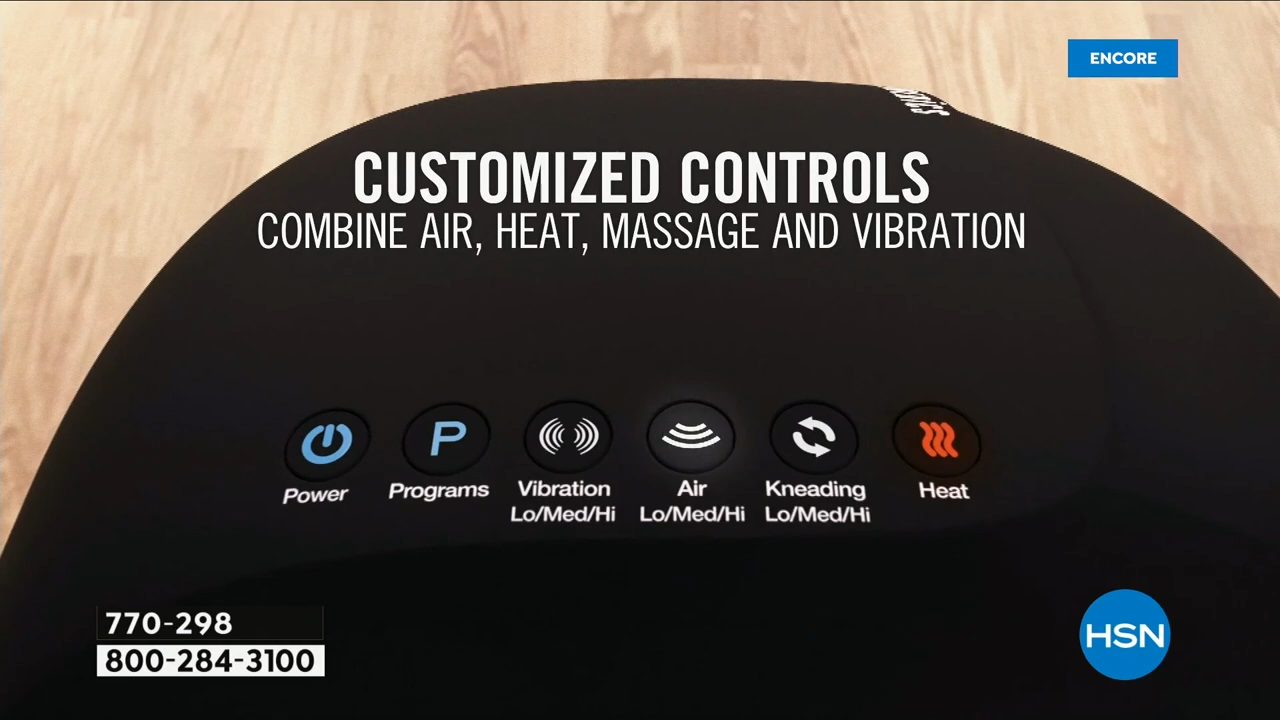 ENCORE
CUSTOMIZED CONTROLS
COMBINE AIR, HEAT, MASSAGE AND VIBRATION
P
Power
Programs
Vibration
Lo/Med/Hi
Air
Lo/Med/Hi
Kneading
Lo/Med/Hi
Heat
770-298
800-284-3100
HSN